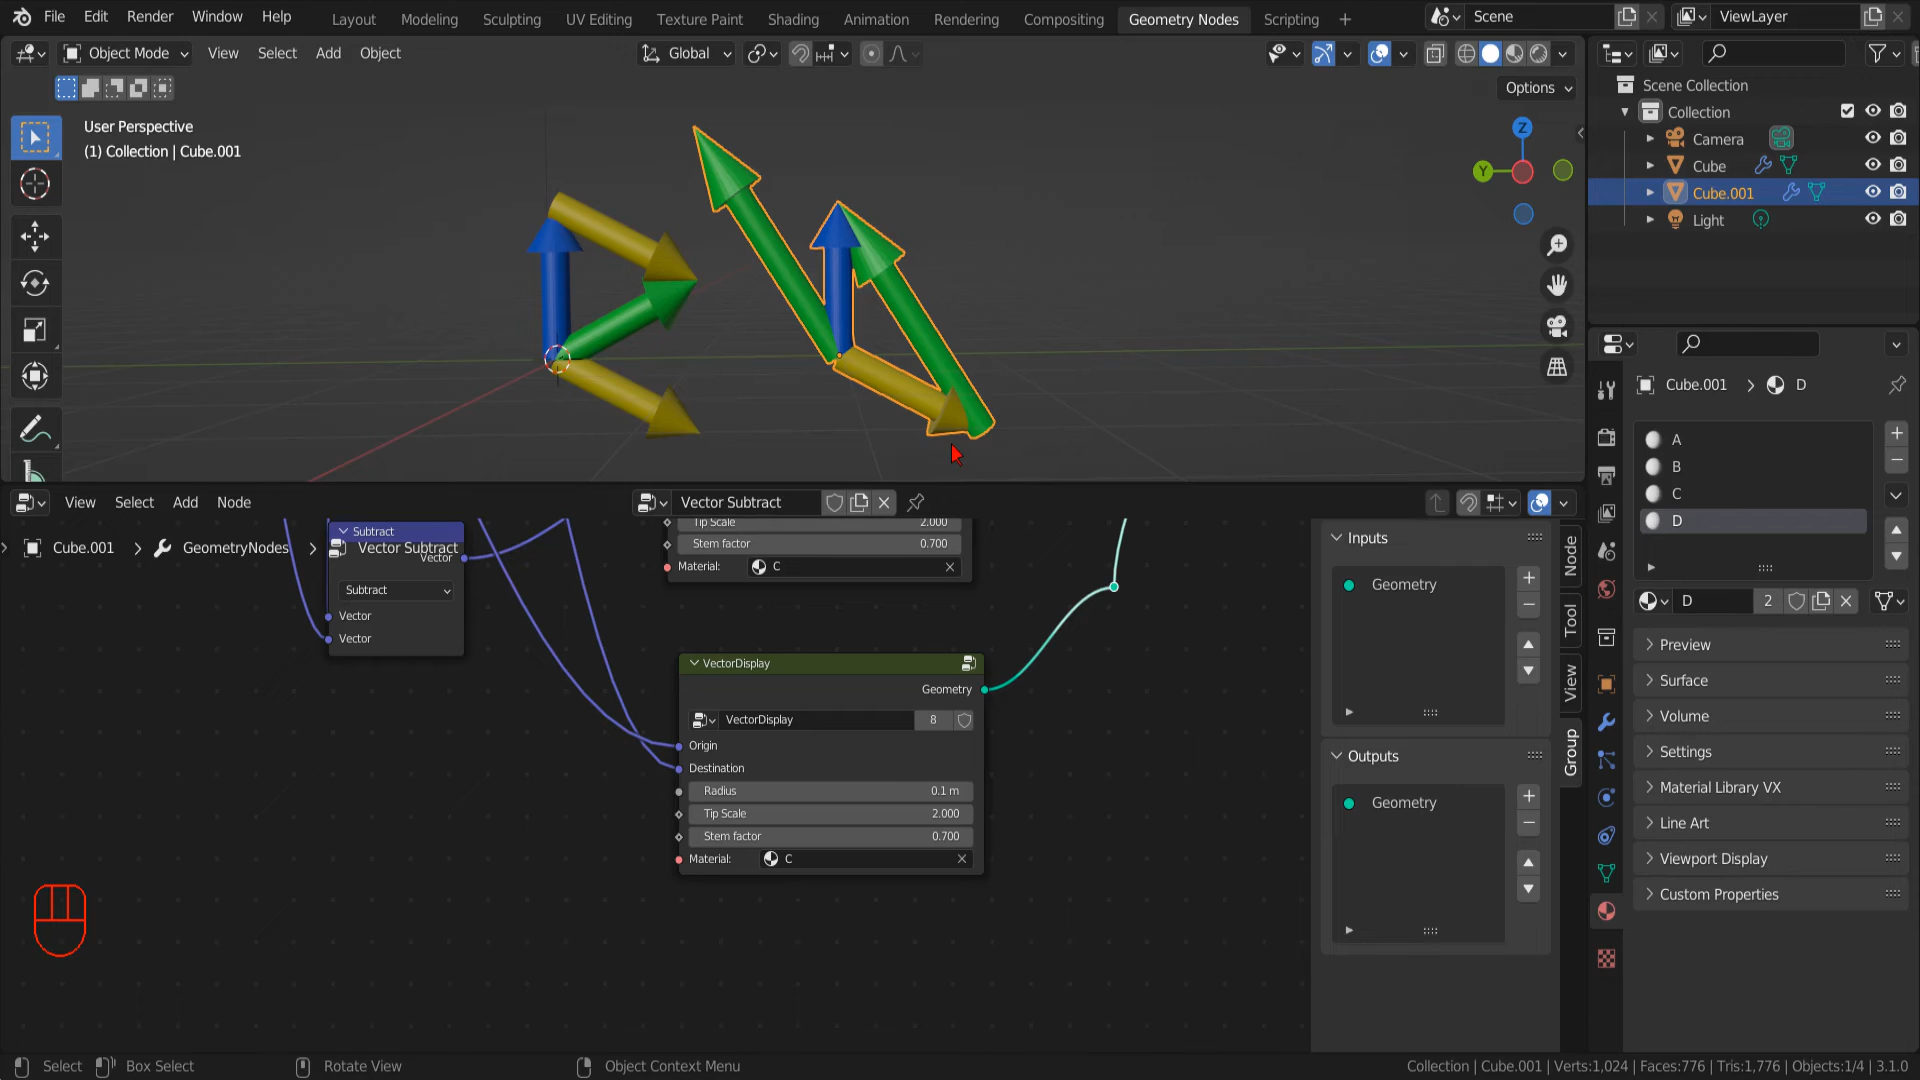 File Edit Render Window Help
Layout Modeling Sculpting UV Editing Texture Paint Shading Animation Rendering Compositing Geometry Nodes Scripting +
Scene
ViewLayer
Object Mode View Select Add Object
Global
Options
User Perspective
(1) Collection | Cube.001
Z
Y
Scene Collection
Collection
Camera
Cube
Cube.001
Light
Cube.001 > D
A
B
C
D
D 2
Preview
Surface
Volume
Settings
Material Library VX
Line Art
Viewport Display
Custom Properties
View Select Add Node
Vector Subtract
Cube.001 > GeometryNodes > Vector Subtract
Subtract
Vector
Subtract
Vector
Vector
Tip Scale 2.000
Stem factor 0.700
Material: C
VectorDisplay
Geometry
VectorDisplay 8
Origin
Destination
Radius 0.1 m
Tip Scale 2.000
Stem factor 0.700
Material: C
Inputs
Geometry
Outputs
Geometry
Node
Tool
View
Group
Select Box Select Rotate View Object Context Menu
Collection | Cube.001 | Verts:1,024 | Faces:776 | Tris:1,776 | Objects:1/4 | 3.1.0